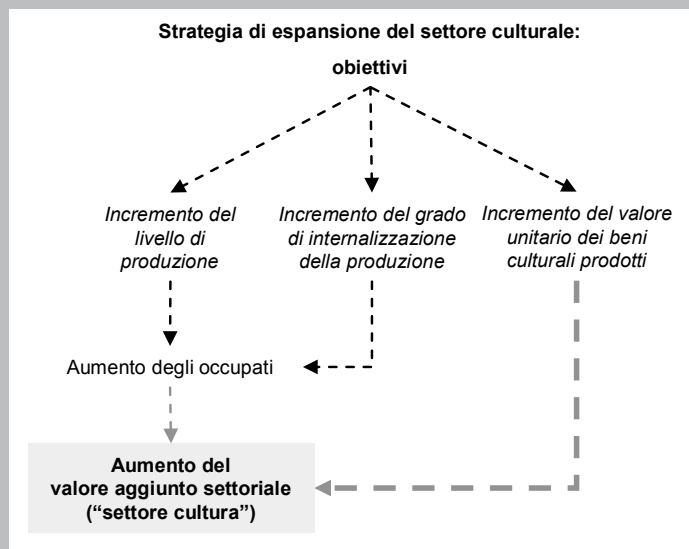 Strategia di espansione del settore culturale:
obiettivi
Incremento del
livello di
produzione
Incremento del grado
di internalizzazione
della produzione
Incremento del valore
unitario dei beni
culturali prodotti
Aumento degli occupati
Aumento del
valore aggiunto settoriale
(“settore cultura”)